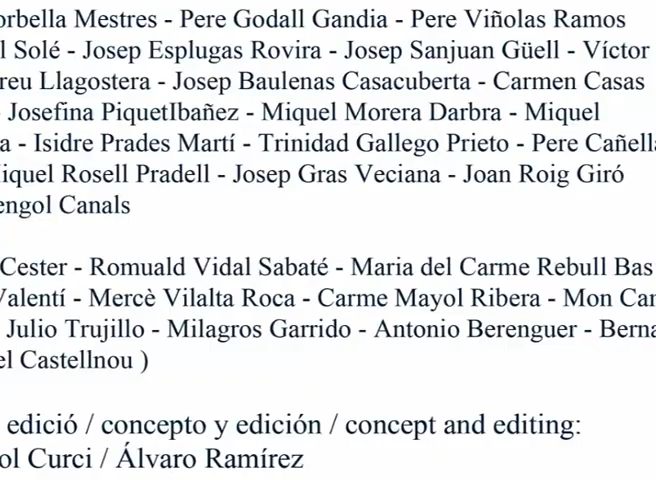 orbella Mestres - Pere Godall Gandia - Pere Viñolas Ramos
l Solé - Josep Esplugas Rovira - Josep Sanjuan Güell - Víctor
reu Llagostera - Josep Baulenas Casacuberta - Carmen Casas
- Josefina PiquetIbañez - Miquel Morera Darbra - Miquel
a - Isidre Prades Martí - Trinidad Gallego Prieto - Pere Cañella
iquel Rosell Pradell - Josep Gras Veciana - Joan Roig Giró
engol Canals
Cester - Romuald Vidal Sabaté - Maria del Carme Rebull Bas
Valentí - Mercè Vilalta Roca - Carme Mayol Ribera - Mon Car
Julio Trujillo - Milagros Garrido - Antonio Berenguer - Berna
el Castellnou )
edició / concepto y edición / concept and editing:
ol Curci / Álvaro Ramírez